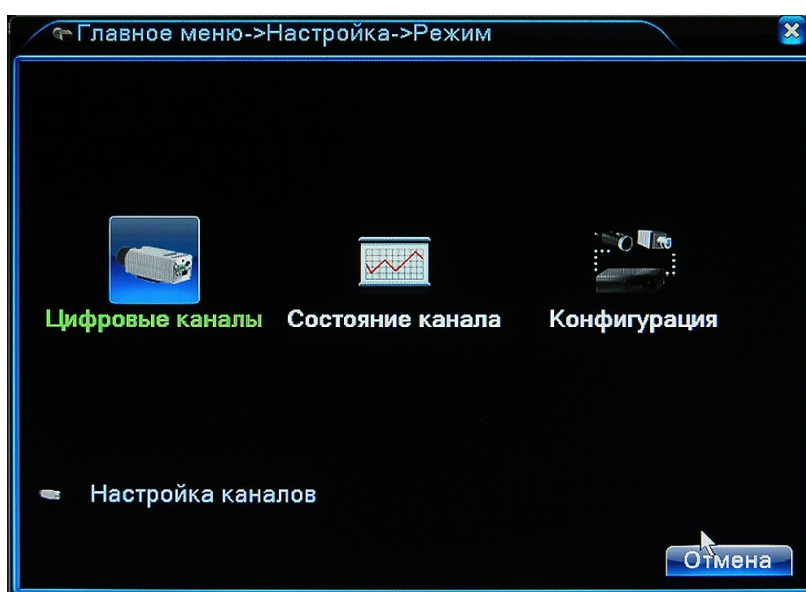 Главное меню->Настройка->Режим
Цифровые каналы
Состояние канала
Конфигурация
Настройка каналов
Отмена